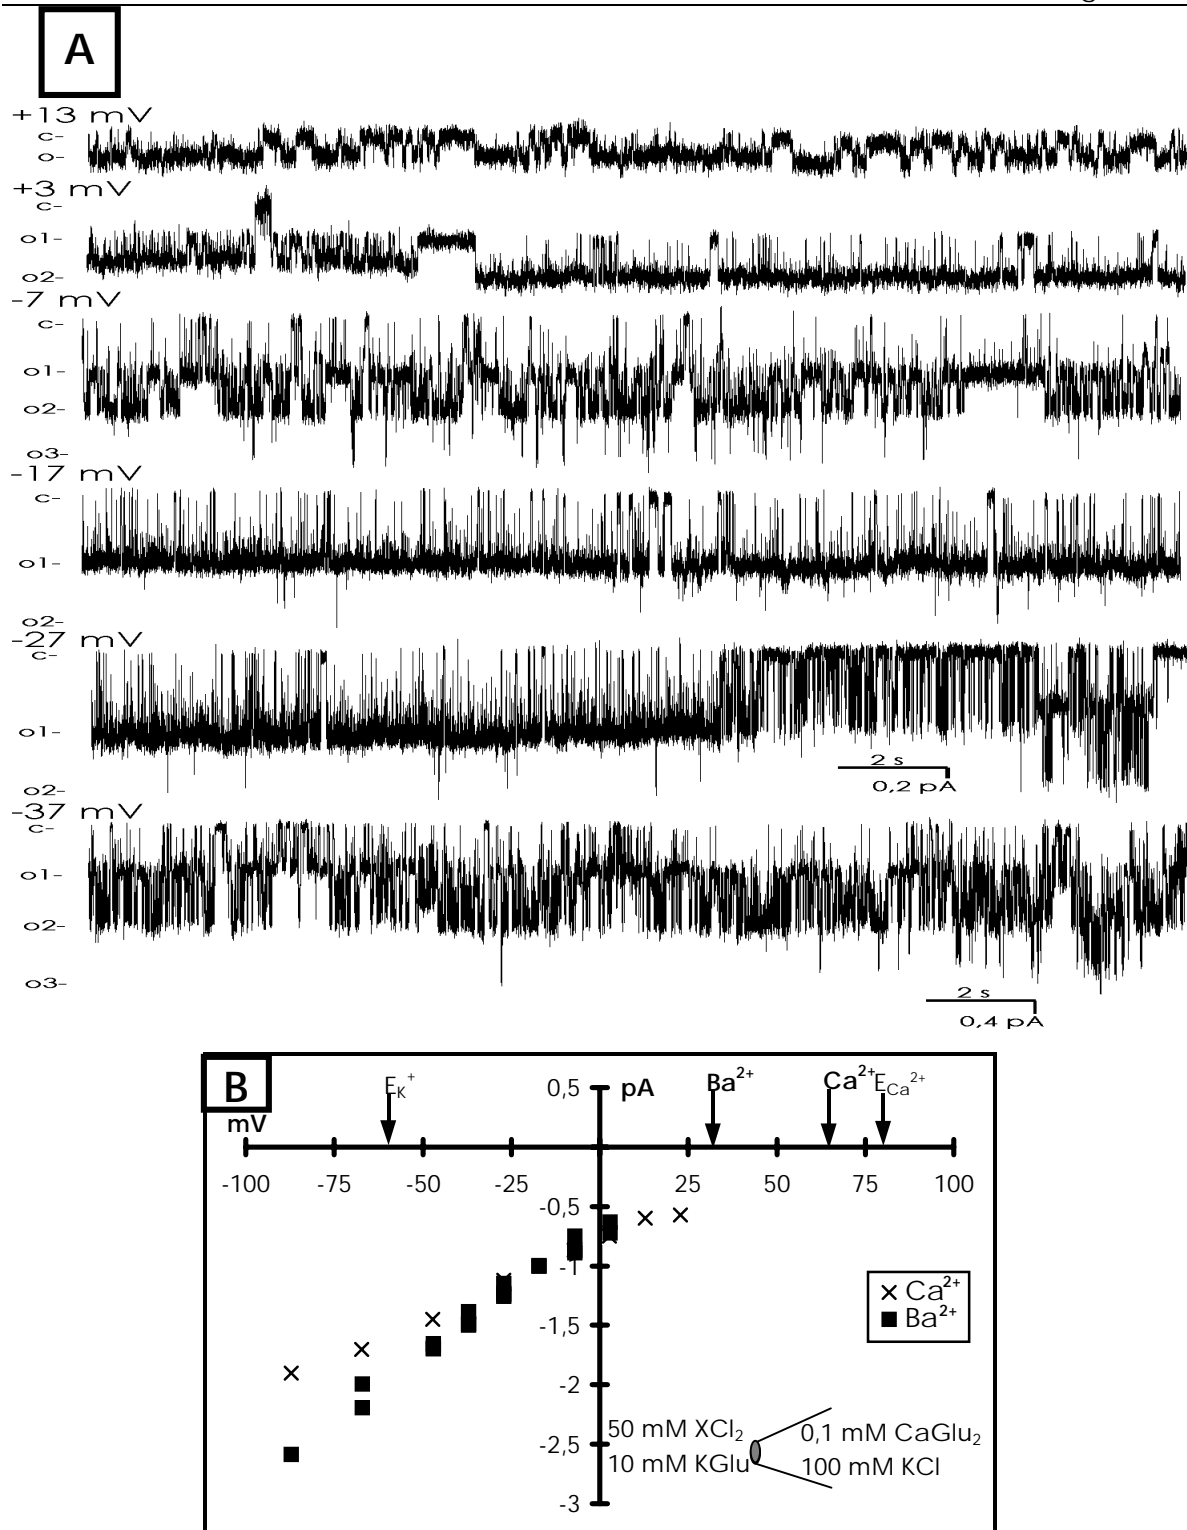 A
+13 mV
c-
o-
+3 mV
c-
o1-
o2-
-7 mV
c-
o1-
o2-
o3-
-17 mV
c-
o1-
o2-
-27 mV
c-
o1-
2 s
o2-
0,2 pA
-37 mV
c-
o1-
o2-
o3-
2 s
0,4 pA
B
E_K^+
0,5
pA
Ba²⁺
Ca²⁺
E_Ca²⁺
mV
-100
-75
-50
-25
25
50
75
100
-0,5
-1
Ca²⁺
Ba²⁺
-1,5
-2
50 mM XCl₂
0,1 mM CaGlu₂
-2,5
10 mM KGlu
100 mM KCl
-3